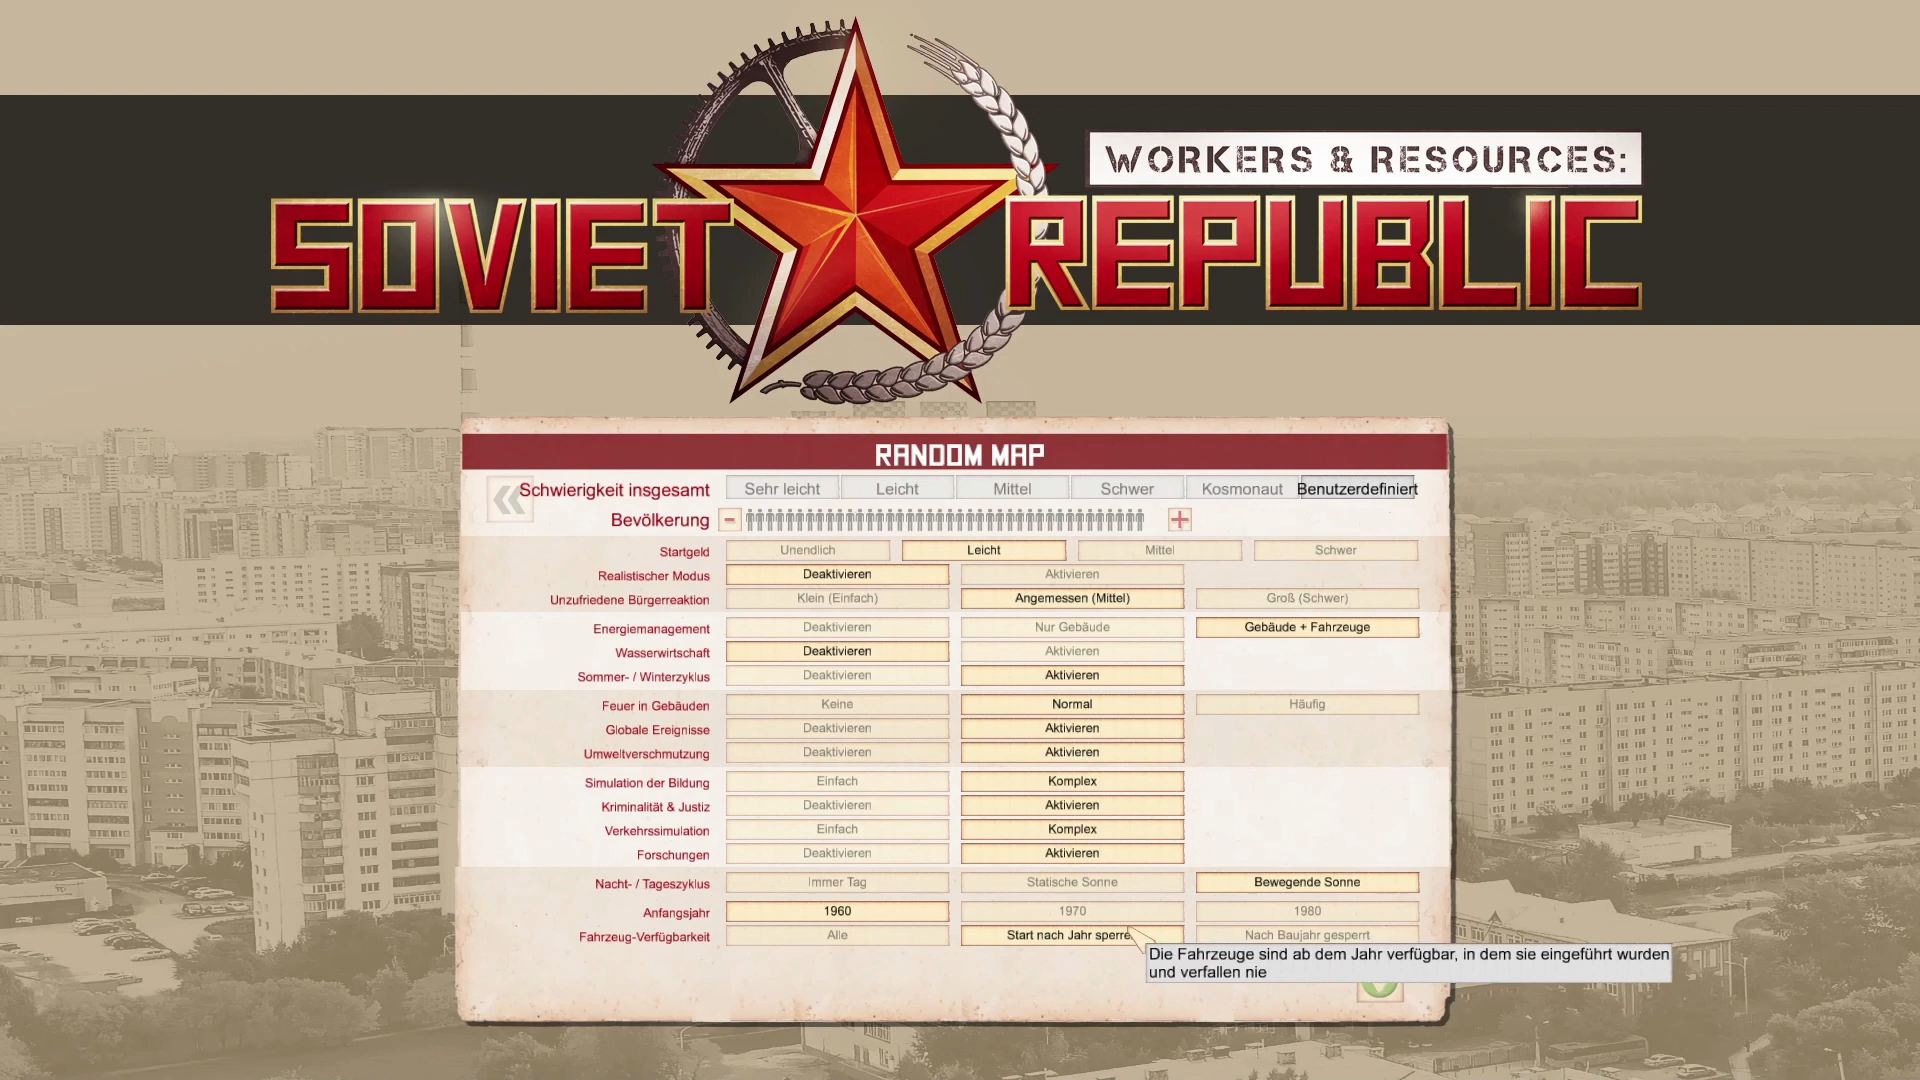 WORKERS & RESOURCES:
SOVIET REPUBLIC
RANDOM MAP
Schwierigkeit insgesamt Sehr leicht Leicht Mittel Schwer Kosmonaut Benutzerdefiniert
Bevölkerung
Startgeld Unendlich Leicht Mittel Schwer
Realistischer Modus Deaktivieren Aktivieren
Unzufriedene Bürgerreaktion Klein (Einfach) Angemessen (Mittel) Groß (Schwer)
Energiemanagement Deaktivieren Nur Gebäude Gebäude + Fahrzeuge
Wasserwirtschaft Deaktivieren Aktivieren
Sommer- / Winterzyklus Deaktivieren Aktivieren
Feuer in Gebäuden Keine Normal Häufig
Globale Ereignisse Deaktivieren Aktivieren
Umweltverschmutzung Deaktivieren Aktivieren
Simulation der Bildung Einfach Komplex
Kriminalität & Justiz Deaktivieren Aktivieren
Verkehrssimulation Einfach Komplex
Forschungen Deaktivieren Aktivieren
Nacht- / Tageszyklus Immer Tag Statische Sonne Bewegende Sonne
Anfangsjahr 1960 1970 1980
Fahrzeug-Verfügbarkeit Alle Start nach Jahr sperre Nach Baujahr gesperrt
Die Fahrzeuge sind ab dem Jahr verfügbar, in dem sie eingeführt wurden
und verfallen nie